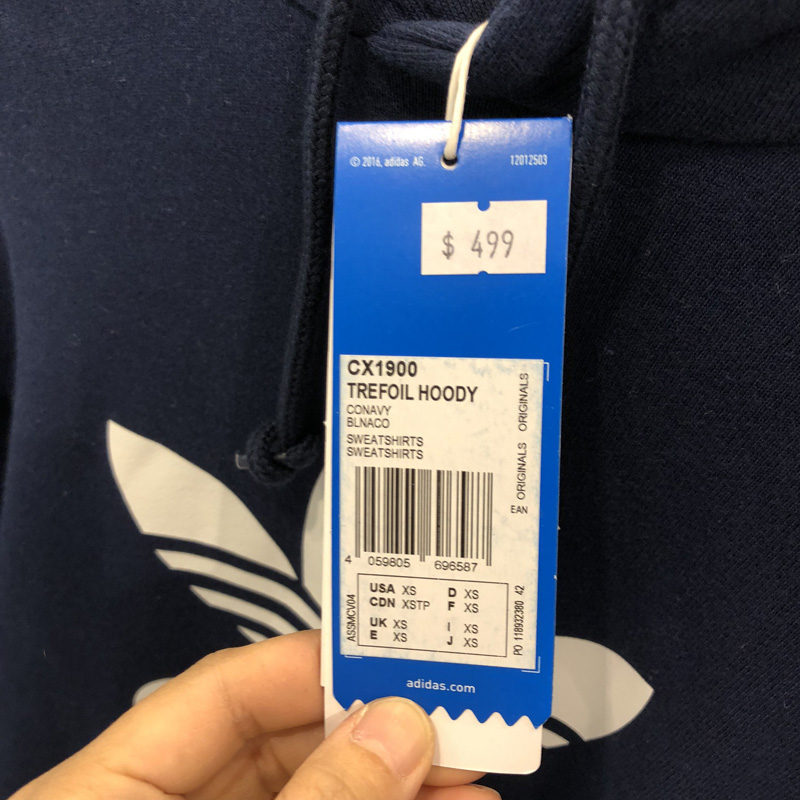 © 2016, adidas AG.
12012503
$ 499
CX1900
TREFOIL HOODY
CONAVY
BLNACO
SWEATSHIRTS
SWEATSHIRTS
ORIGINALS
ORIGINALS
EAN
4 059805 696587
ASSMCV04
USA XS D XS
CDN XSTP F XS
UK XS I XS
E XS J XS
PO 118932380 42
adidas.com